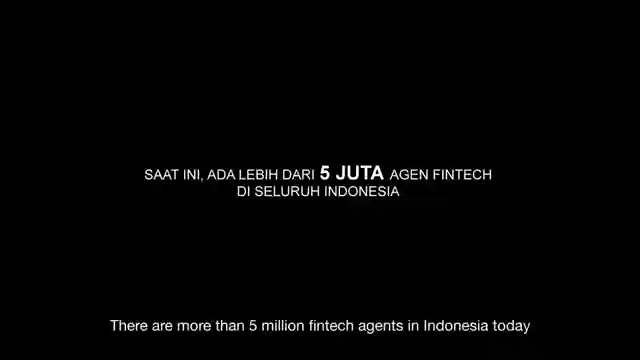 SAAT INI, ADA LEBIH DARI 5 JUTA AGEN FINTECH
DI SELURUH INDONESIA
There are more than 5 million fintech agents in Indonesia today